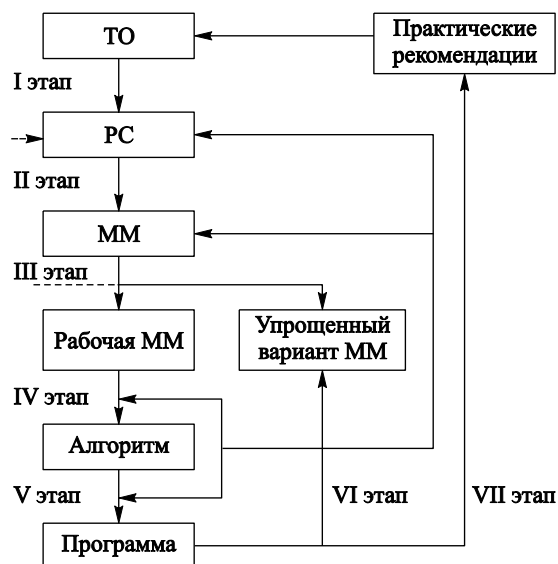 ТО
Практические
рекомендации
I этап
РС
II этап
ММ
III этап
Рабочая ММ
Упрощенный
вариант ММ
IV этап
Алгоритм
V этап
VI этап
VII этап
Программа